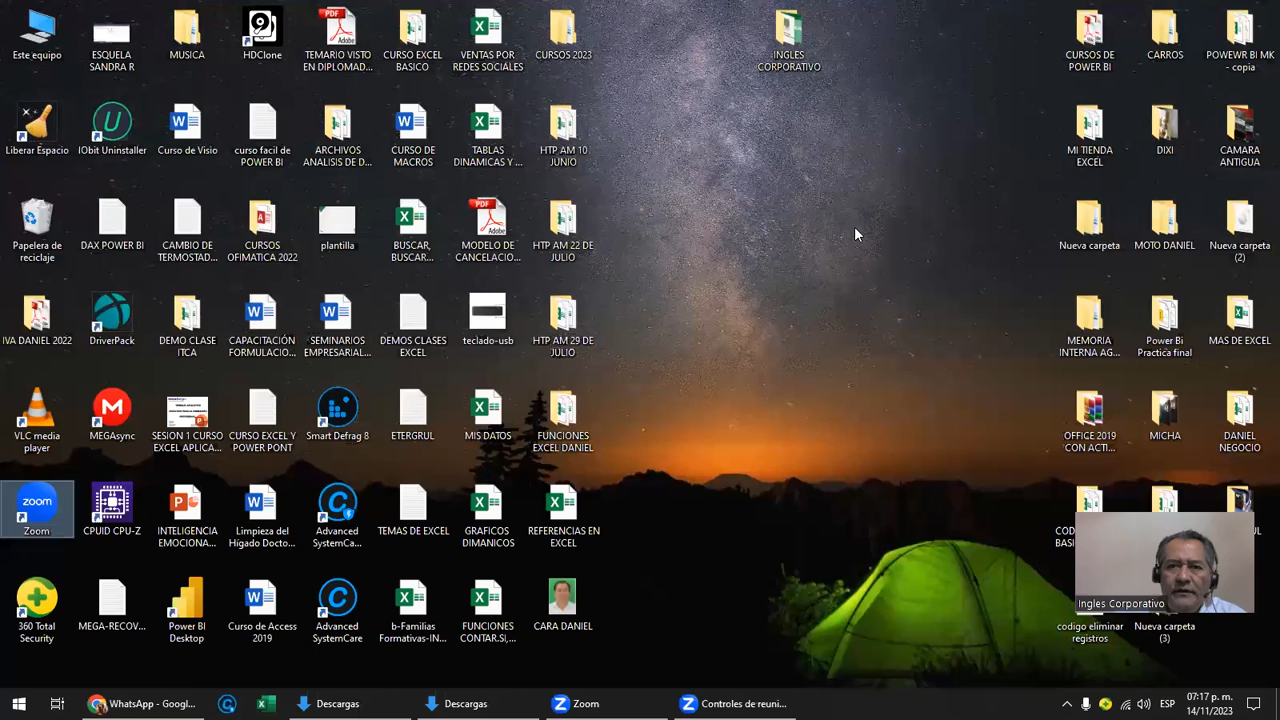 Este equipo
ESCUELA
SANDRA R
MUSICA
HDClone
TEMARIO VISTO
EN DIPLOMAD...
CURSO EXCEL
BASICO
VENTAS POR
REDES SOCIALES
CURSOS 2023
INGLES
CORPORATIVO
CURSOS DE
POWER BI
CARROS
POWEWR BI MK
- copia
Liberar Espacio
IObit Uninstaller
Curso de Visio
curso facil de
POWER BI
ARCHIVOS
ANALISIS DE D...
CURSO DE
MACROS
TABLAS
DINAMICAS Y ...
HTP AM 10
JUNIO
MI TIENDA
EXCEL
DIXI
CAMARA
ANTIGUA
Papelera de
reciclaje
DAX POWER BI
CAMBIO DE
TERMOSTAD...
CURSOS
OFIMATICA 2022
plantilla
BUSCAR,
BUSCAR...
MODELO DE
CANCELACIO...
HTP AM 22 DE
JULIO
Nueva carpeta
MOTO DANIEL
Nueva carpeta
(2)
IVA DANIEL 2022
DriverPack
DEMO CLASE
ITCA
CAPACITACIÓN
FORMULACIO...
SEMINARIOS
EMPRESARIAL...
DEMOS CLASES
EXCEL
teclado-usb
HTP AM 29 DE
JULIO
MEMORIA
INTERNA AG...
Power Bi
Practica final
MAS DE EXCEL
VLC media
player
MEGAsync
SESION 1 CURSO
EXCEL APLICA...
CURSO EXCEL Y
POWER PONT
Smart Defrag 8
ETERGRUL
MIS DATOS
FUNCIONES
EXCEL DANIEL
OFFICE 2019
CON ACTI...
MICHA
DANIEL
NEGOCIO
zoom
Zoom
CPUID CPU-Z
INTELIGENCIA
EMOCIONA...
Limpieza del
Hígado Docto...
Advanced
SystemCa...
TEMAS DE EXCEL
GRAFICOS
DIMANICOS
REFERENCIAS EN
EXCEL
360 Total
Security
MEGA-RECOV...
Power BI
Desktop
Curso de Access
2019
Advanced
SystemCare
b-Familias
Formativas-IN...
FUNCIONES
CONTAR.SI,...
CARA DANIEL
Ingles Corporativo
codigo eliminar
registros
Nueva carpeta
(3)
WhatsApp - Googl...
Descargas
Descargas
Zoom
Controles de reuni...
ESP
07:17 p. m.
14/11/2023